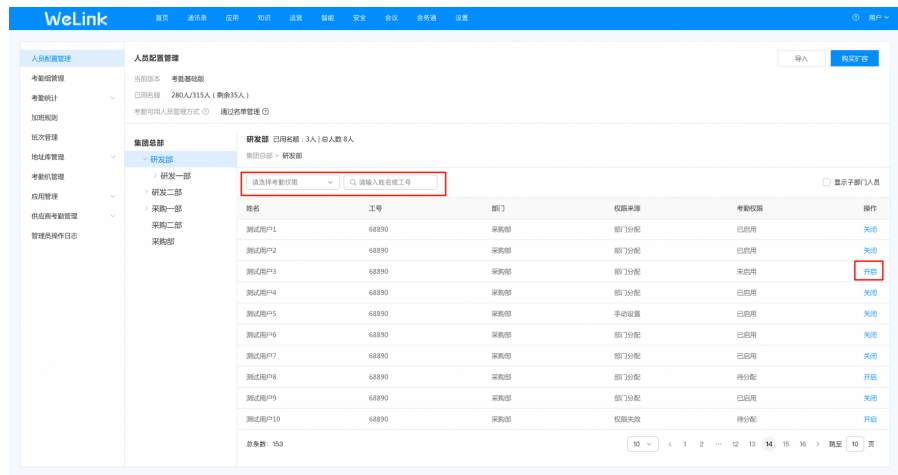 WeLink 首页 通讯录 应用 知识 运营 智能 安全 会议 会务通 设置 用户
人员配置管理
考勤组管理
考勤统计
加班规则
班次管理
地址库管理
考勤机管理
应用管理
供应商考勤管理
管理员操作日志
人员配置管理 导入 购买扩容
当前版本 考勤基础版
已用名额 280人/315人（剩余35人）
考勤可用人员管理方式 通过名单管理
集团总部
研发部
研发一部
研发二部
采购一部
采购二部
采购部
研发部 已用名额：3人 | 总人数 8人
集团总部 > 研发部
请选择考勤权限 请输入姓名或工号 显示子部门人员
姓名 工号 部门 权限来源 考勤权限 操作
测试用户1 68890 采购部 部门分配 已启用 关闭
测试用户2 68890 采购部 部门分配 已启用 关闭
测试用户3 68890 采购部 部门分配 未启用 开启
测试用户4 68890 采购部 部门分配 已启用 关闭
测试用户5 68890 采购部 手动设置 已启用 关闭
测试用户6 68890 采购部 部门分配 已启用 关闭
测试用户7 68890 采购部 部门分配 已启用 关闭
测试用户8 68890 采购部 部门分配 待分配 开启
测试用户9 68890 采购部 部门分配 已启用 关闭
测试用户10 68890 采购部 权限失效 待分配 开启
总条数：153 10 < 1 2 ··· 12 13 14 15 16 > 跳至 10 页